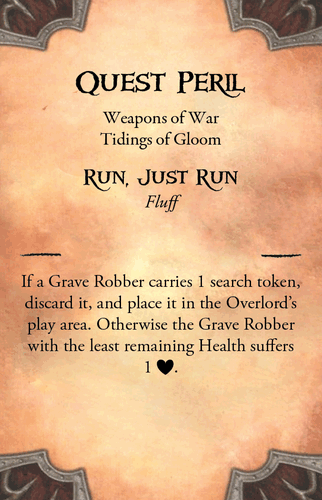 Quest Peril
Weapons of War
Tidings of Gloom
Run, Just Run
Fluff
If a Grave Robber carries 1 search token,
discard it, and place it in the Overlord's
play area. Otherwise the Grave Robber
with the least remaining Health suffers
1 ♥.